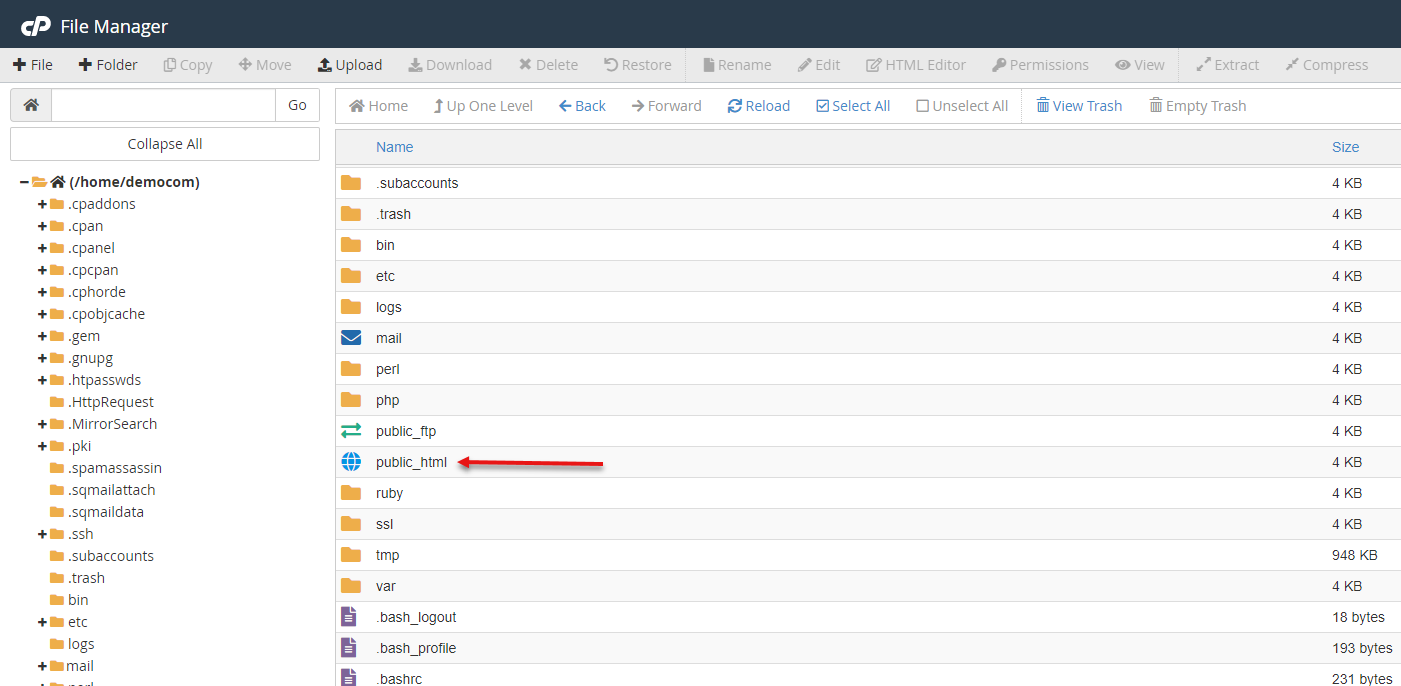 cP File Manager
File Folder Copy Move Upload Download Delete Restore Rename Edit HTML Editor Permissions View Extract Compress
Go
Collapse All
(/home/democom)
.cpaddons
.cpan
.cpanel
.cpcpan
.cphorde
.cpobjcache
.gem
.gnupg
.htpasswds
.HttpRequest
.MirrorSearch
.pki
.spamassassin
.sqmailattach
.sqmaildata
.ssh
.subaccounts
.trash
bin
etc
logs
mail
Home Up One Level Back Forward Reload Select All Unselect All View Trash Empty Trash
Name Size
.subaccounts 4 KB
.trash 4 KB
bin 4 KB
etc 4 KB
logs 4 KB
mail 4 KB
perl 4 KB
php 4 KB
public_ftp 4 KB
public_html 4 KB
ruby 4 KB
ssl 4 KB
tmp 948 KB
var 4 KB
.bash_logout 18 bytes
.bash_profile 193 bytes
.bashrc 231 bytes